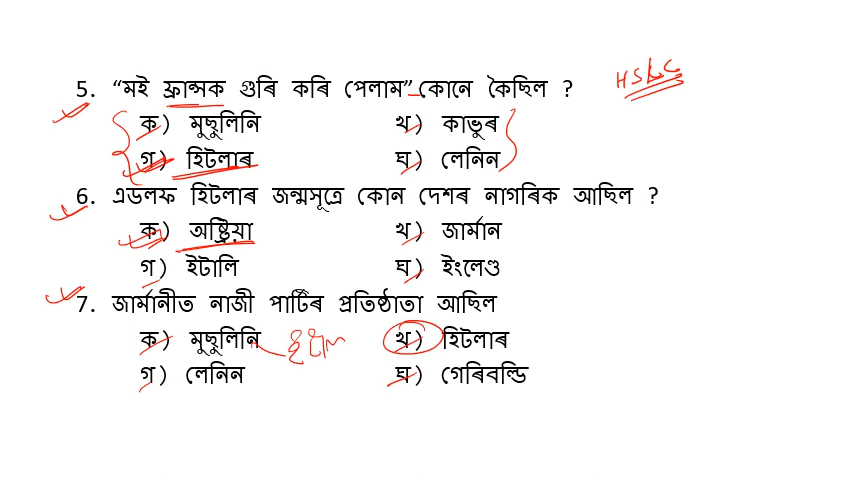 5. “মই ফ্রান্সক গুৰি কৰি পেলাম” কোনে কৈছিল ? HSLC
ক) মুছুলিনি খ) কাভুৰ
গ) হিটলাৰ ঘ) লেনিন
6. এডলফ হিটলাৰ জন্মসূত্ৰে কোন দেশৰ নাগৰিক আছিল ?
ক) অষ্ট্ৰিয়া খ) জাৰ্মান
গ) ইটালি ঘ) ইংলেণ্ড
7. জাৰ্মানীত নাজী পাৰ্টিৰ প্ৰতিষ্ঠাতা আছিল
ক) মুছুলিনি খ) হিটলাৰ
গ) লেনিন ঘ) গেৰিবল্ডি